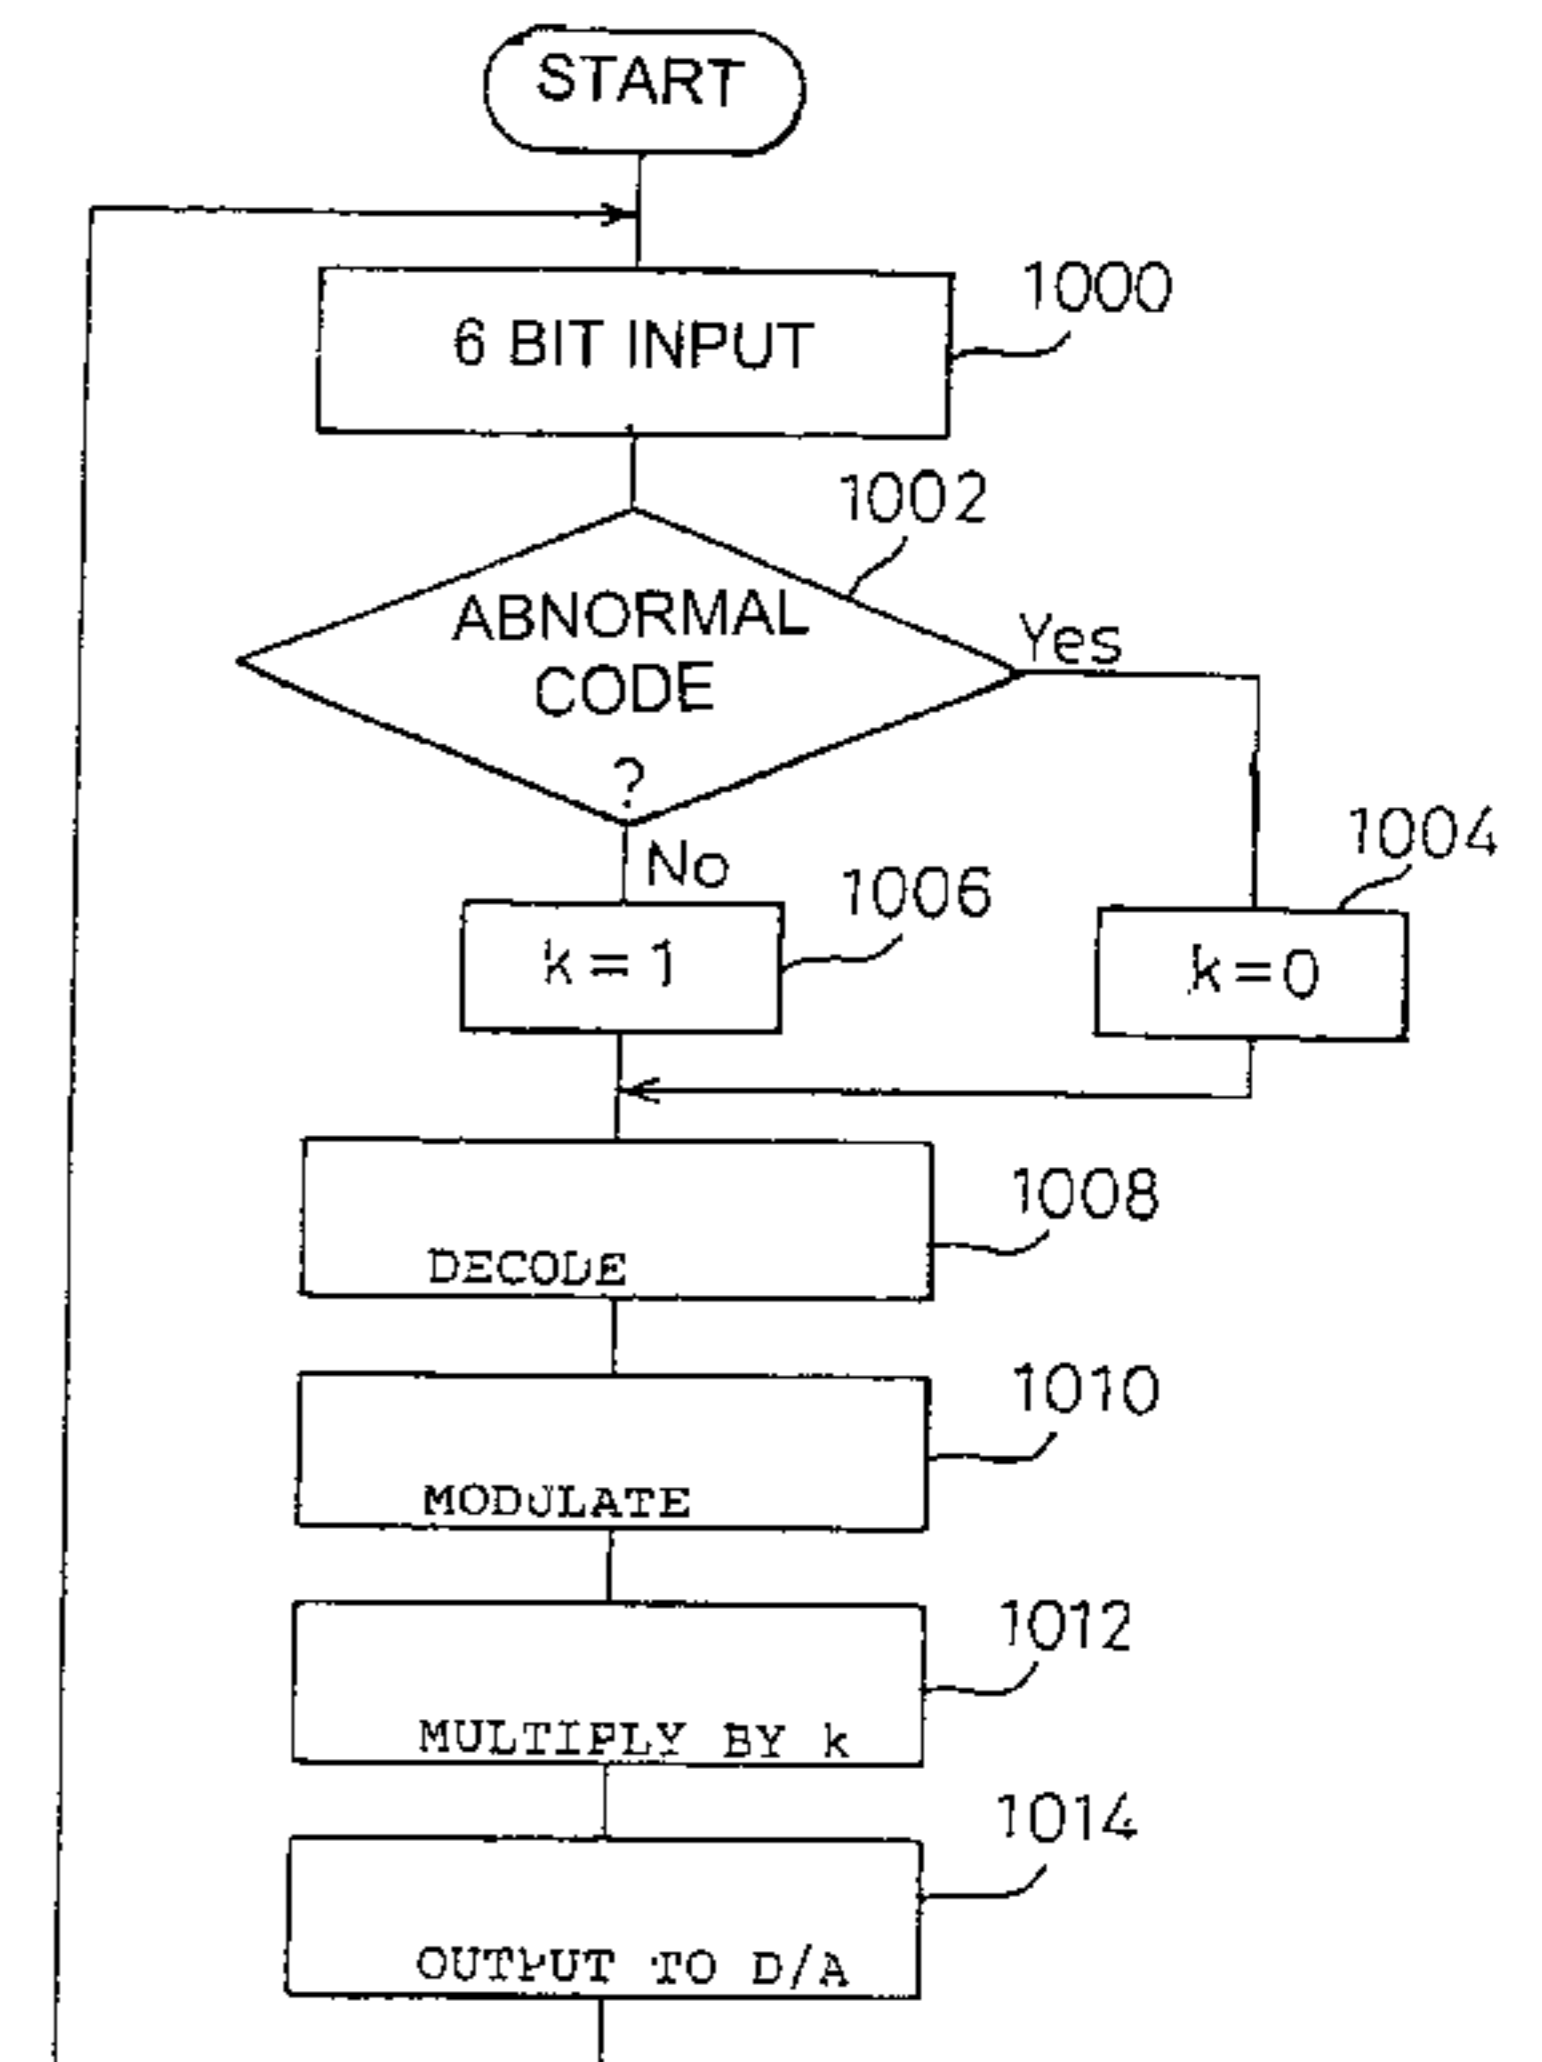 START
6 BIT INPUT
1000
1002
ABNORMAL
CODE
?
Yes
No
1004
1006
k = 1
k = 0
1008
DECODE
1010
MODULATE
1012
MULTIPLY BY k
1014
OUTPUT TO D/A